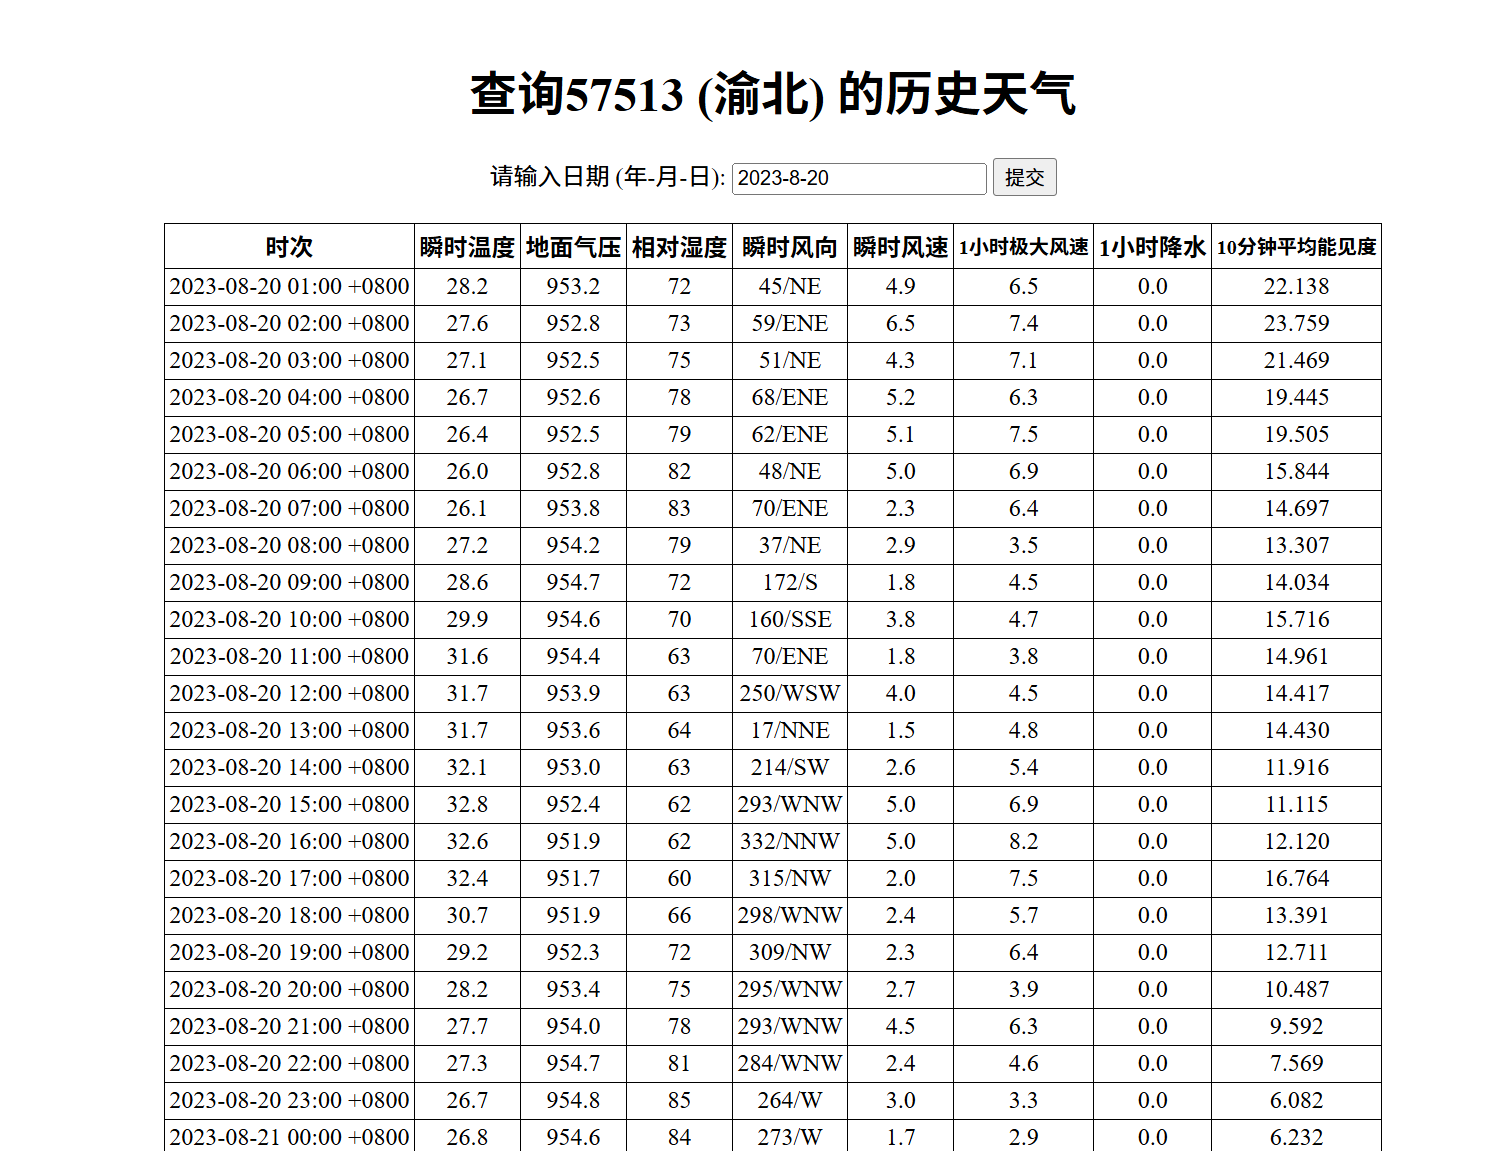 查询57513 (渝北) 的历史天气
请输入日期 (年-月-日): 2023-8-20 提交
时次 瞬时温度 地面气压 相对湿度 瞬时风向 瞬时风速 1小时极大风速 1小时降水 10分钟平均能见度
2023-08-20 01:00 +0800 28.2 953.2 72 45/NE 4.9 6.5 0.0 22.138
2023-08-20 02:00 +0800 27.6 952.8 73 59/ENE 6.5 7.4 0.0 23.759
2023-08-20 03:00 +0800 27.1 952.5 75 51/NE 4.3 7.1 0.0 21.469
2023-08-20 04:00 +0800 26.7 952.6 78 68/ENE 5.2 6.3 0.0 19.445
2023-08-20 05:00 +0800 26.4 952.5 79 62/ENE 5.1 7.5 0.0 19.505
2023-08-20 06:00 +0800 26.0 952.8 82 48/NE 5.0 6.9 0.0 15.844
2023-08-20 07:00 +0800 26.1 953.8 83 70/ENE 2.3 6.4 0.0 14.697
2023-08-20 08:00 +0800 27.2 954.2 79 37/NE 2.9 3.5 0.0 13.307
2023-08-20 09:00 +0800 28.6 954.7 72 172/S 1.8 4.5 0.0 14.034
2023-08-20 10:00 +0800 29.9 954.6 70 160/SSE 3.8 4.7 0.0 15.716
2023-08-20 11:00 +0800 31.6 954.4 63 70/ENE 1.8 3.8 0.0 14.961
2023-08-20 12:00 +0800 31.7 953.9 63 250/WSW 4.0 4.5 0.0 14.417
2023-08-20 13:00 +0800 31.7 953.6 64 17/NNE 1.5 4.8 0.0 14.430
2023-08-20 14:00 +0800 32.1 953.0 63 214/SW 2.6 5.4 0.0 11.916
2023-08-20 15:00 +0800 32.8 952.4 62 293/WNW 5.0 6.9 0.0 11.115
2023-08-20 16:00 +0800 32.6 951.9 62 332/NNW 5.0 8.2 0.0 12.120
2023-08-20 17:00 +0800 32.4 951.7 60 315/NW 2.0 7.5 0.0 16.764
2023-08-20 18:00 +0800 30.7 951.9 66 298/WNW 2.4 5.7 0.0 13.391
2023-08-20 19:00 +0800 29.2 952.3 72 309/NW 2.3 6.4 0.0 12.711
2023-08-20 20:00 +0800 28.2 953.4 75 295/WNW 2.7 3.9 0.0 10.487
2023-08-20 21:00 +0800 27.7 954.0 78 293/WNW 4.5 6.3 0.0 9.592
2023-08-20 22:00 +0800 27.3 954.7 81 284/WNW 2.4 4.6 0.0 7.569
2023-08-20 23:00 +0800 26.7 954.8 85 264/W 3.0 3.3 0.0 6.082
2023-08-21 00:00 +0800 26.8 954.6 84 273/W 1.7 2.9 0.0 6.232